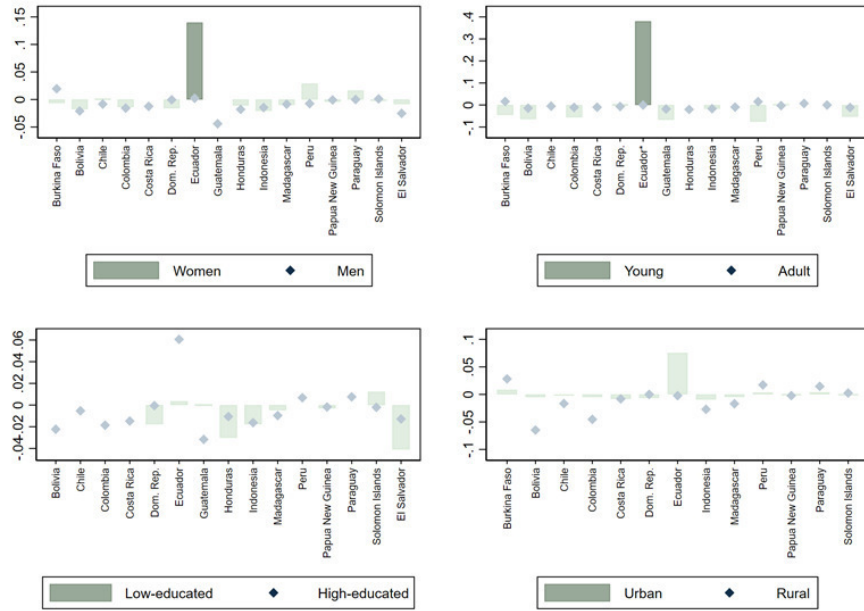 .15
.1
.05
0
-.05
Burkina Faso
Bolivia
Chile
Colombia
Costa Rica
Dom. Rep.
Ecuador
Guatemala
Honduras
Indonesia
Madagascar
Peru
Papua New Guinea
Paraguay
Solomon Islands
El Salvador
Women
Men
.4
.3
.2
.1
0
-.1
Burkina Faso
Bolivia
Chile
Colombia
Costa Rica
Dom. Rep.
Ecuador*
Guatemala
Honduras
Indonesia
Madagascar
Peru
Papua New Guinea
Paraguay
Solomon Islands
El Salvador
Young
Adult
.06
.04
.02
0
-.02
-.04
Bolivia
Chile
Colombia
Costa Rica
Dom. Rep.
Ecuador
Guatemala
Honduras
Indonesia
Madagascar
Peru
Papua New Guinea
Paraguay
Solomon Islands
El Salvador
Low-educated
High-educated
.1
.05
0
-.05
-.1
Burkina Faso
Bolivia
Chile
Colombia
Costa Rica
Dom. Rep.
Ecuador
Indonesia
Madagascar
Peru
Papua New Guinea
Paraguay
Solomon Islands
Urban
Rural